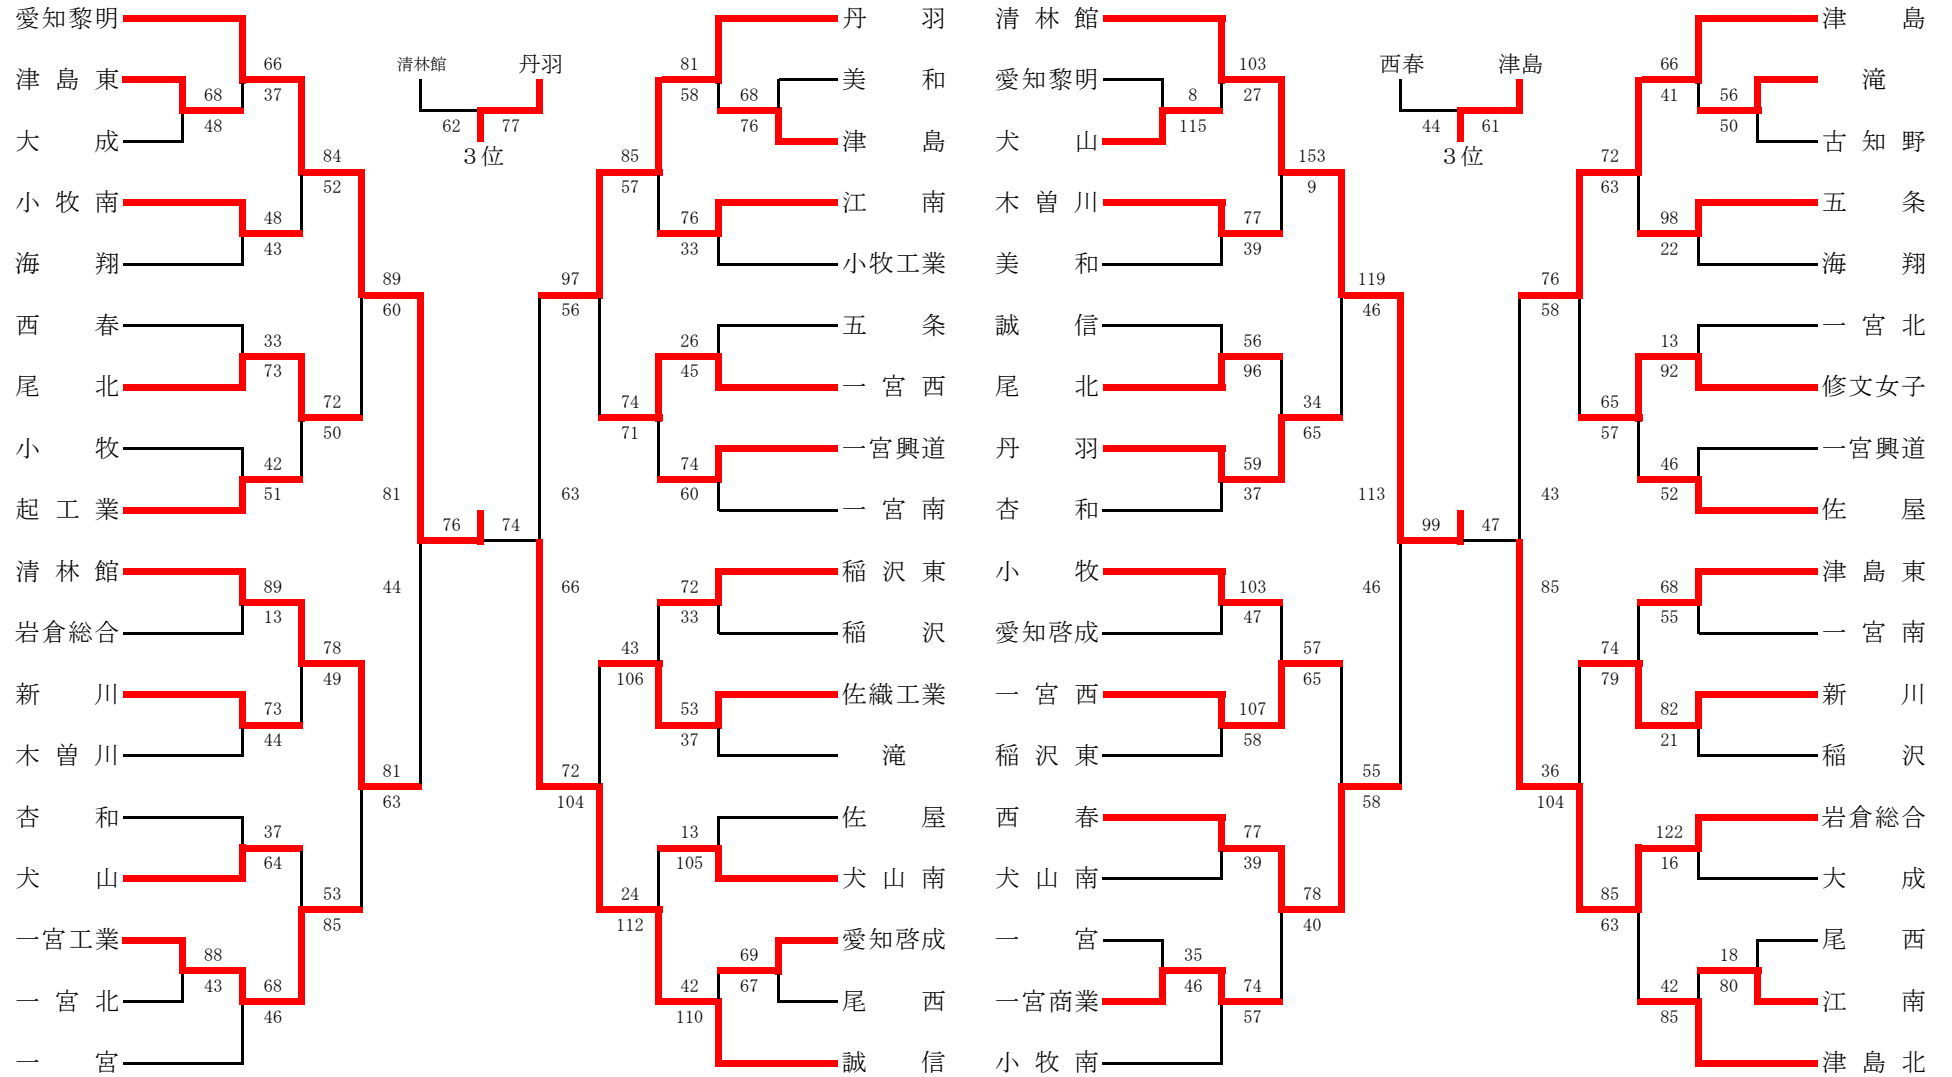 愛知黎明
津島東
大成
小牧南
海翔
西春
尾北
小牧
起工業
清林館
岩倉総合
新川
木曽川
杏和
犬山
一宮工業
一宮北
一宮
68
48
88
43
66
37
48
43
33
73
42
51
89
13
73
44
37
64
68
46
84
52
72
50
78
49
53
85
89
60
81
63
81
44
清林館
丹羽
62
77
3位
76
74
63
66
97
56
72
104
85
57
74
71
43
106
24
112
81
58
76
33
26
45
74
60
72
33
53
37
13
105
42
110
68
76
69
67
丹羽
美和
津島
江南
小牧工業
五条
一宮西
一宮興道
一宮南
稲沢東
稲沢
佐織工業
滝
佐屋
犬山南
愛知啓成
尾西
誠信
清林館
愛知黎明
犬山
木曽川
美和
誠信
尾北
丹羽
杏和
小牧
愛知啓成
一宮西
稲沢東
西春
犬山南
一宮
一宮商業
小牧南
8
115
35
46
103
27
77
39
56
96
59
37
103
47
107
58
77
39
74
57
153
9
34
65
57
65
78
40
119
46
55
58
113
46
西春
津島
44
61
3位
99
47
43
85
76
58
36
104
72
63
65
57
74
79
85
63
66
41
98
22
13
92
46
52
68
55
82
21
122
16
42
85
56
50
18
80
津島
滝
古知野
五条
海翔
一宮北
修文女子
一宮興道
佐屋
津島東
一宮南
新川
稲沢
岩倉総合
大成
尾西
江南
津島北